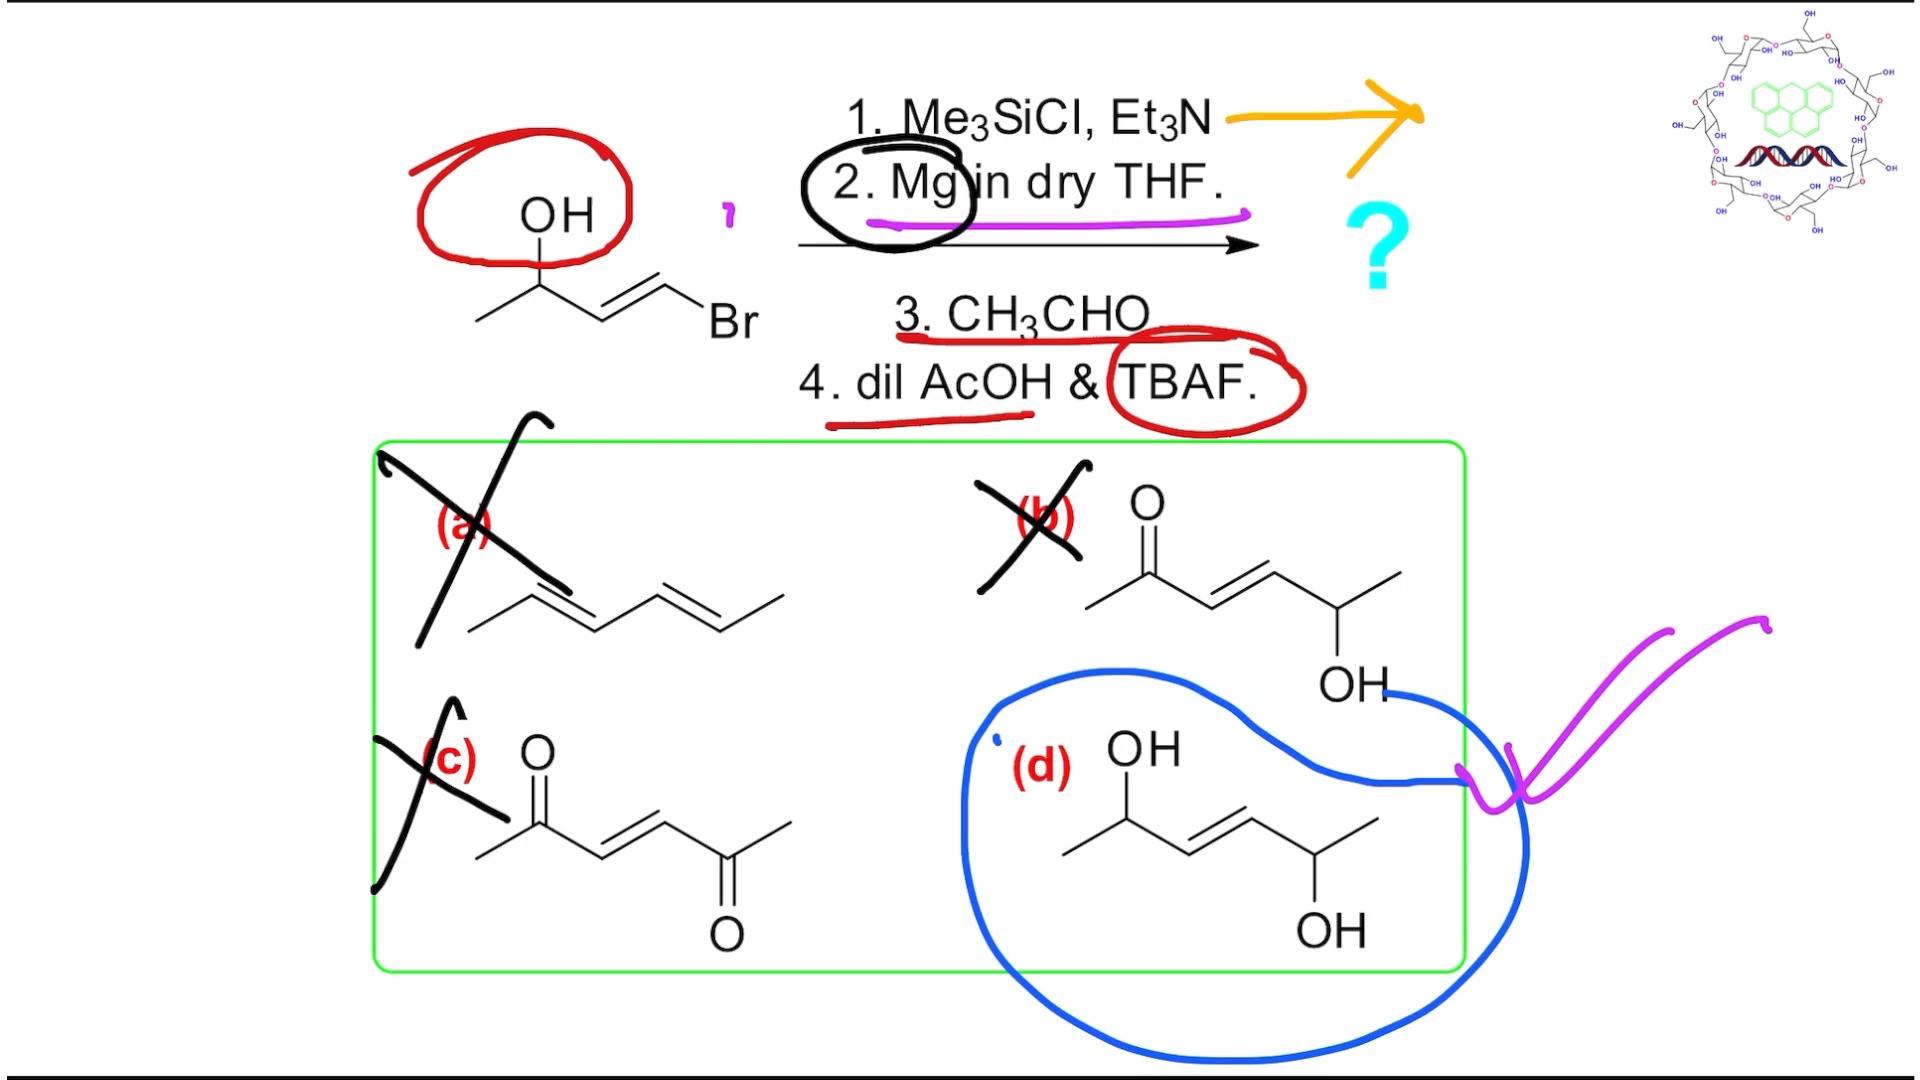 1. Me3SiCl, Et3N
2. Mg in dry THF.
OH
?
Br
3. CH3CHO
4. dil AcOH & TBAF.
(a)
(b)
O
OH
(c)
O
O
(d)
OH
OH